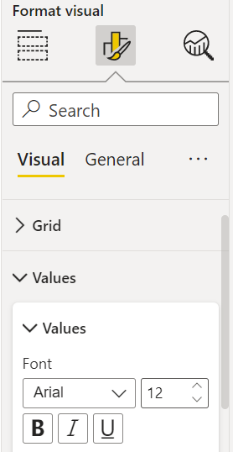 Format visual
Search
Visual General ...
Grid
Values
Values
Font
Arial 12
B I U